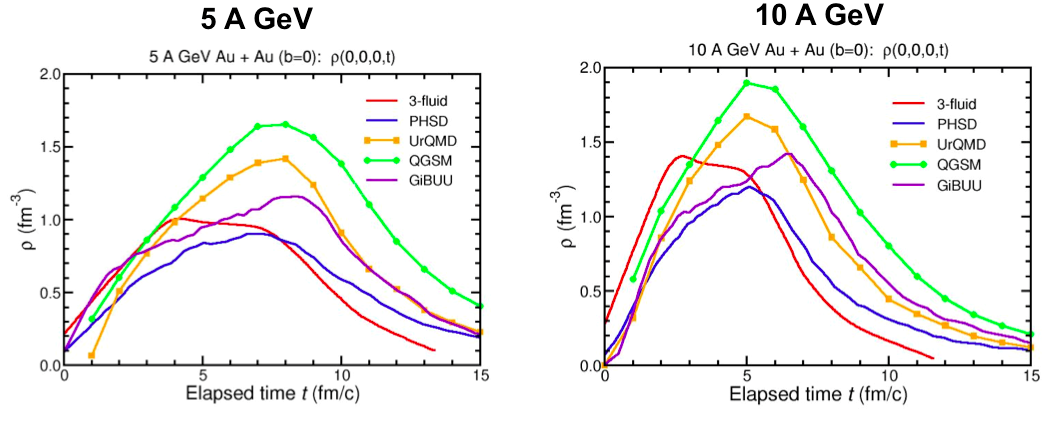 5 A GeV
5 A GeV Au + Au (b=0): ρ(0,0,0,t)
2.0
1.5
1.0
0.5
0.0
ρ (fm⁻³)
3-fluid
PHSD
UrQMD
QGSM
GiBUU
0
5
10
15
Elapsed time t (fm/c)
10 A GeV
10 A GeV Au + Au (b=0): ρ(0,0,0,t)
2.0
1.5
1.0
0.5
0.0
ρ (fm⁻³)
3-fluid
PHSD
UrQMD
QGSM
GiBUU
0
5
10
15
Elapsed time t (fm/c)